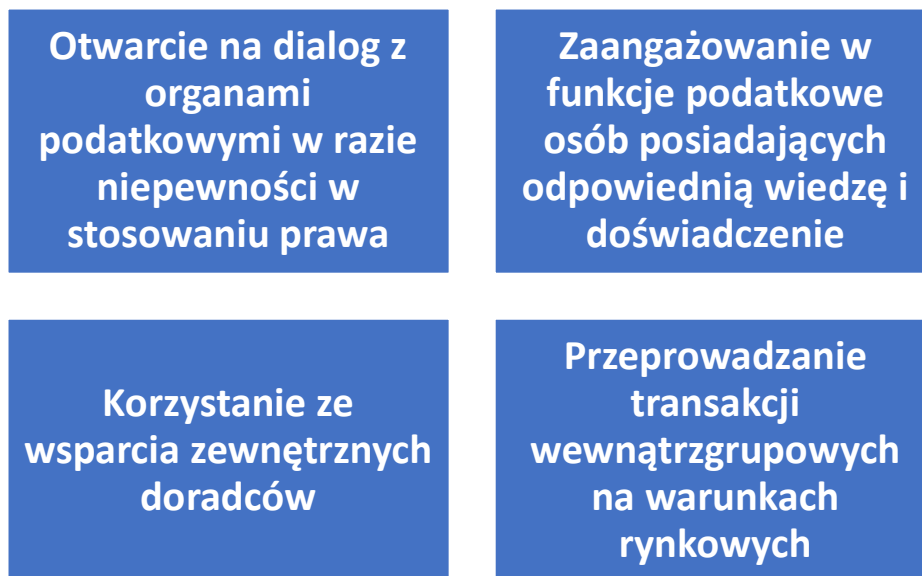 Otwarcie na dialog z
organami
podatkowymi w razie
niepewności w
stosowaniu prawa
Zaangażowanie w
funkcje podatkowe
osób posiadających
odpowiednią wiedzę i
doświadczenie
Korzystanie ze
wsparcia zewnętrznych
doradców
Przeprowadzanie
transakcji
wewnątrzgrupowych
na warunkach
rynkowych